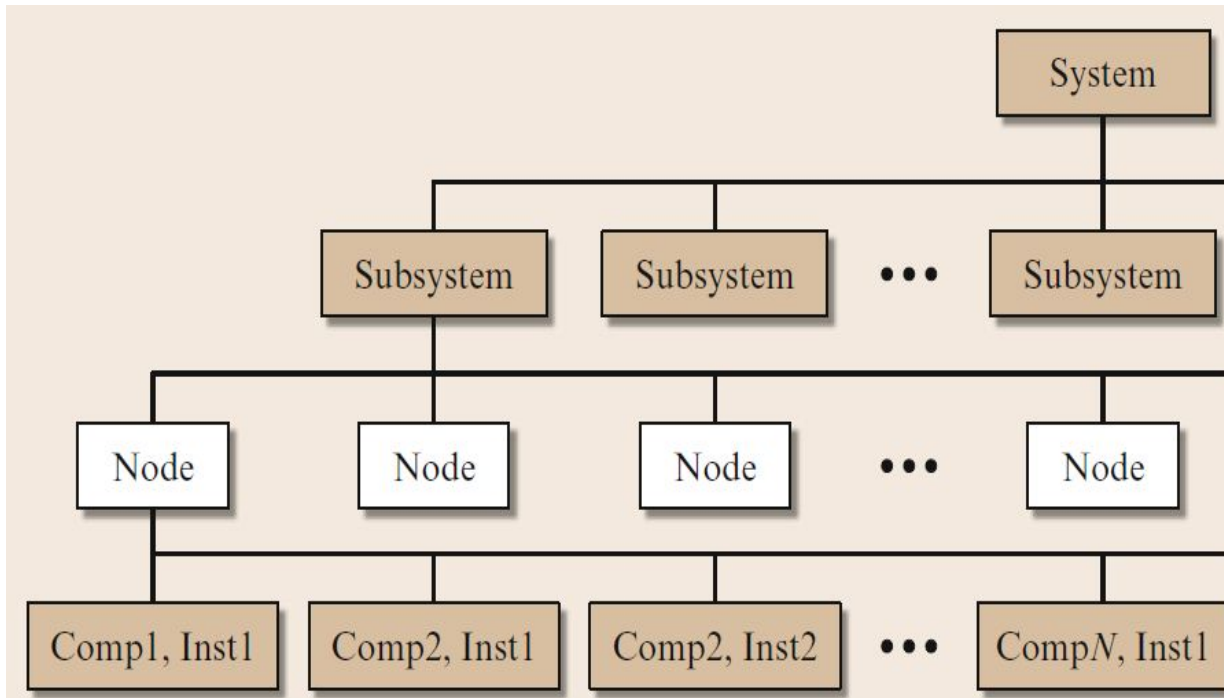 System
Subsystem
Subsystem
•••
Subsystem
Node
Node
Node
•••
Node
Comp1, Inst1
Comp2, Inst1
Comp2, Inst2
•••
CompN, Inst1